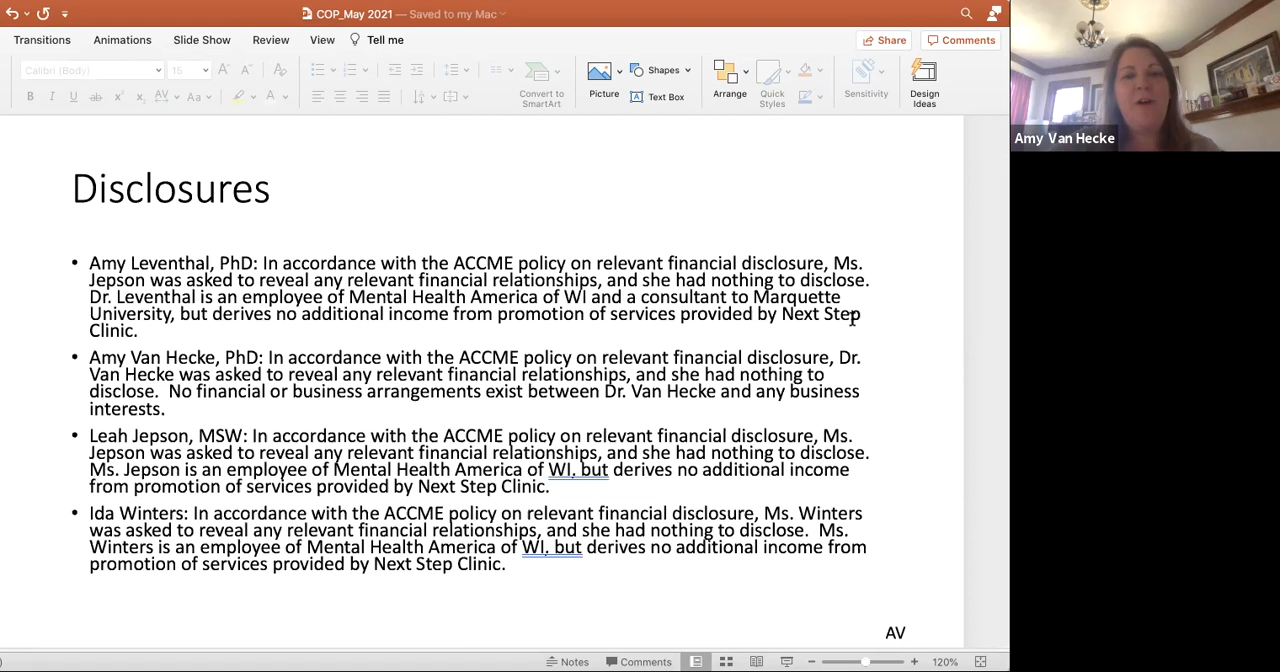 COP_May 2021 — Saved to my Mac
Transitions Animations Slide Show Review View Tell me Share Comments
Calibri (Body) 15
Convert to SmartArt
Picture
Shapes
Text Box
Arrange
Quick Styles
Sensitivity
Design Ideas
Amy Van Hecke
Disclosures
• Amy Leventhal, PhD: In accordance with the ACCME policy on relevant financial disclosure, Ms.
Jepson was asked to reveal any relevant financial relationships, and she had nothing to disclose.
Dr. Leventhal is an employee of Mental Health America of WI and a consultant to Marquette
University, but derives no additional income from promotion of services provided by Next Step
Clinic.
• Amy Van Hecke, PhD: In accordance with the ACCME policy on relevant financial disclosure, Dr.
Van Hecke was asked to reveal any relevant financial relationships, and she had nothing to
disclose. No financial or business arrangements exist between Dr. Van Hecke and any business
interests.
• Leah Jepson, MSW: In accordance with the ACCME policy on relevant financial disclosure, Ms.
Jepson was asked to reveal any relevant financial relationships, and she had nothing to disclose.
Ms. Jepson is an employee of Mental Health America of WI, but derives no additional income
from promotion of services provided by Next Step Clinic.
• Ida Winters: In accordance with the ACCME policy on relevant financial disclosure, Ms. Winters
was asked to reveal any relevant financial relationships, and she had nothing to disclose. Ms.
Winters is an employee of Mental Health America of WI, but derives no additional income from
promotion of services provided by Next Step Clinic.
AV
Notes Comments 120%